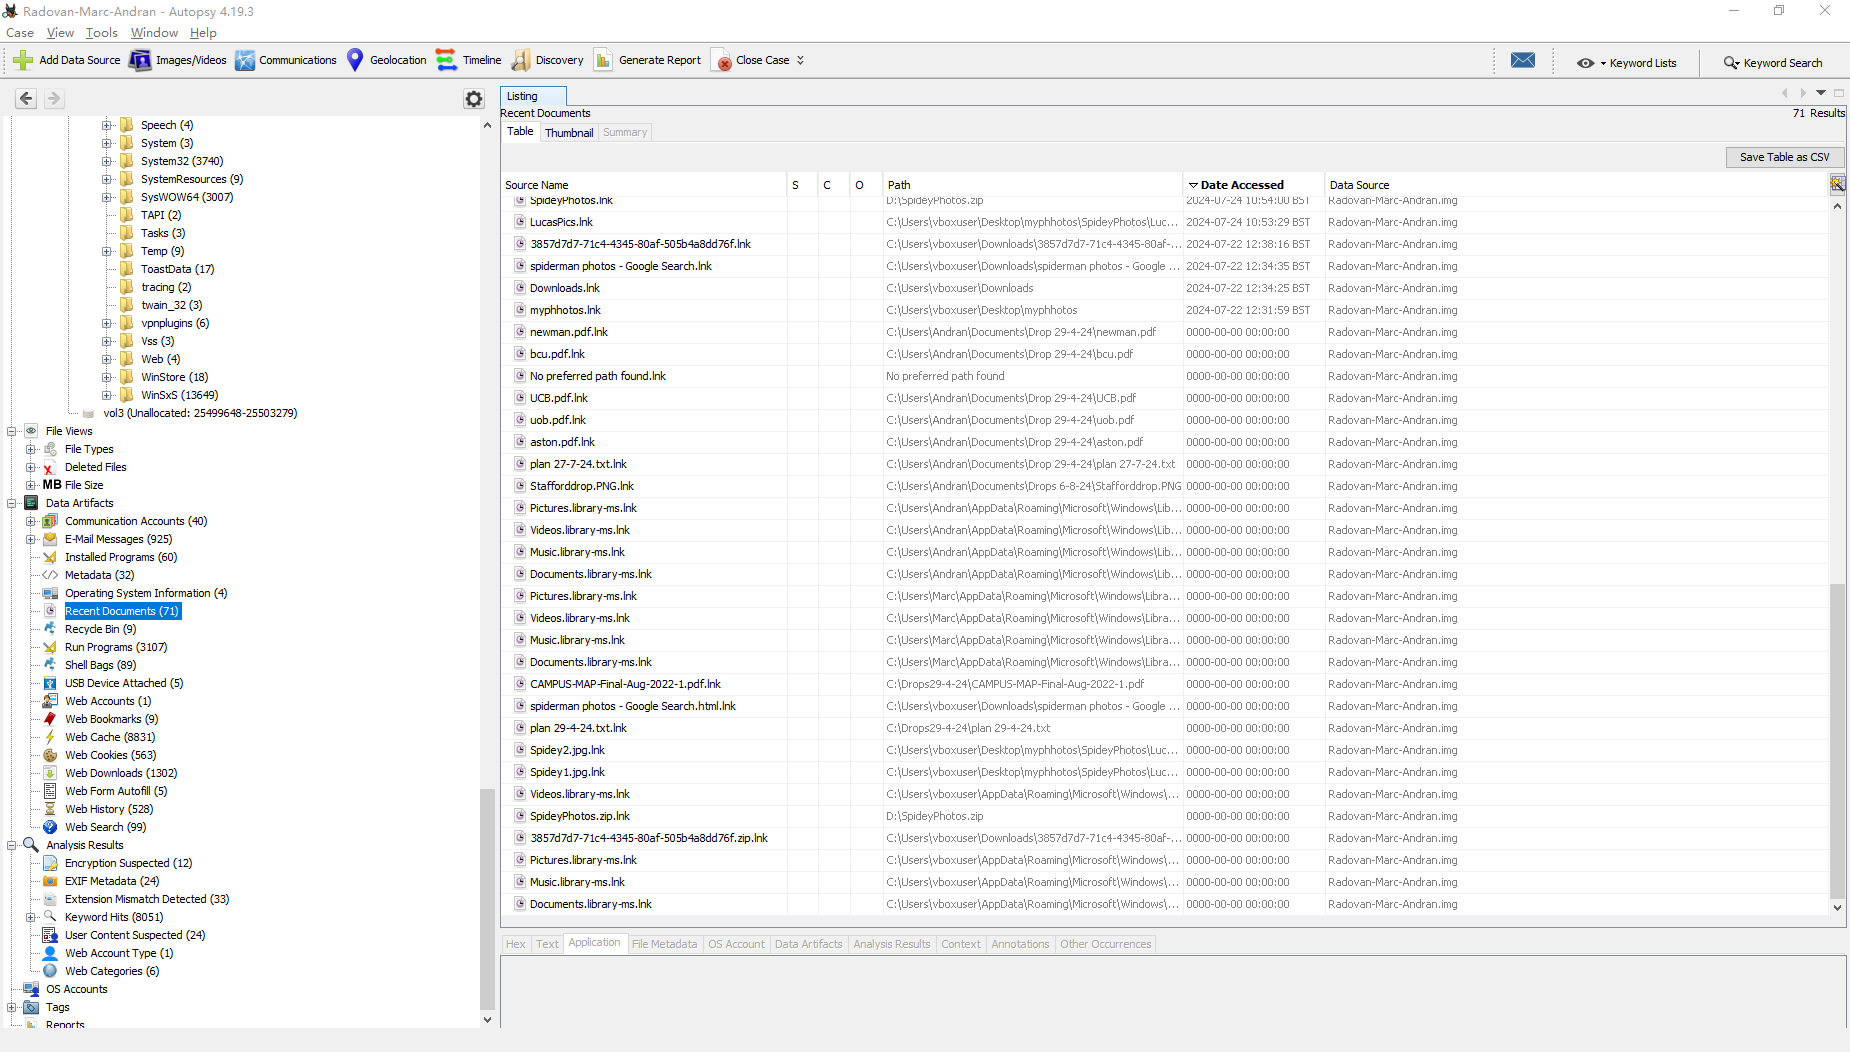 Radovan-Marc-Andran - Autopsy 4.19.3
Case View Tools Window Help
Add Data Source Images/Videos Communications Geolocation Timeline Discovery Generate Report Close Case Keyword Lists Keyword Search
Speech (4)
System (3)
System32 (3740)
SystemResources (9)
SysWOW64 (3007)
TAPI (2)
Tasks (3)
Temp (9)
ToastData (17)
tracing (2)
twain_32 (3)
vpnplugins (6)
Vss (3)
Web (4)
WinStore (18)
WinSxS (13649)
vol3 (Unallocated: 25499648-25503279)
File Views
File Types
Deleted Files
MB File Size
Data Artifacts
Communication Accounts (40)
E-Mail Messages (925)
Installed Programs (60)
Metadata (32)
Operating System Information (4)
Recent Documents (71)
Recycle Bin (9)
Run Programs (3107)
Shell Bags (89)
USB Device Attached (5)
Web Accounts (1)
Web Bookmarks (9)
Web Cache (8831)
Web Cookies (563)
Web Downloads (1302)
Web Form Autofill (5)
Web History (528)
Web Search (99)
Analysis Results
Encryption Suspected (12)
EXIF Metadata (24)
Extension Mismatch Detected (33)
Keyword Hits (8051)
User Content Suspected (24)
Web Account Type (1)
Web Categories (6)
OS Accounts
Tags
Reports
Listing
Recent Documents 71 Results
Table Thumbnail Summary
Save Table as CSV
Source Name S C O Path Date Accessed Data Source
SpideyPhotos.lnk D:\SpideyPhotos.zip 2024-07-24 10:54:00 BST Radovan-Marc-Andran.img
LucasPics.lnk C:\Users\vboxuser\Desktop\myphhotos\SpideyPhotos\Luc... 2024-07-24 10:53:29 BST Radovan-Marc-Andran.img
3857d7d7-71c4-4345-80af-505b4a8dd76f.lnk C:\Users\vboxuser\Downloads\3857d7d7-71c4-4345-80af-... 2024-07-22 12:38:16 BST Radovan-Marc-Andran.img
spiderman photos - Google Search.lnk C:\Users\vboxuser\Downloads\spiderman photos - Google ... 2024-07-22 12:34:35 BST Radovan-Marc-Andran.img
Downloads.lnk C:\Users\vboxuser\Downloads 2024-07-22 12:34:25 BST Radovan-Marc-Andran.img
myphhotos.lnk C:\Users\vboxuser\Desktop\myphhotos 2024-07-22 12:31:59 BST Radovan-Marc-Andran.img
newman.pdf.lnk C:\Users\Andran\Documents\Drop 29-4-24\newman.pdf 0000-00-00 00:00:00 Radovan-Marc-Andran.img
bcu.pdf.lnk C:\Users\Andran\Documents\Drop 29-4-24\bcu.pdf 0000-00-00 00:00:00 Radovan-Marc-Andran.img
No preferred path found.lnk No preferred path found 0000-00-00 00:00:00 Radovan-Marc-Andran.img
UCB.pdf.lnk C:\Users\Andran\Documents\Drop 29-4-24\UCB.pdf 0000-00-00 00:00:00 Radovan-Marc-Andran.img
uob.pdf.lnk C:\Users\Andran\Documents\Drop 29-4-24\uob.pdf 0000-00-00 00:00:00 Radovan-Marc-Andran.img
aston.pdf.lnk C:\Users\Andran\Documents\Drop 29-4-24\aston.pdf 0000-00-00 00:00:00 Radovan-Marc-Andran.img
plan 27-7-24.txt.lnk C:\Users\Andran\Documents\Drop 29-4-24\plan 27-7-24.txt 0000-00-00 00:00:00 Radovan-Marc-Andran.img
Stafforddrop.PNG.lnk C:\Users\Andran\Documents\Drops 6-8-24\Stafforddrop.PNG 0000-00-00 00:00:00 Radovan-Marc-Andran.img
Pictures.library-ms.lnk C:\Users\Andran\AppData\Roaming\Microsoft\Windows\Lib... 0000-00-00 00:00:00 Radovan-Marc-Andran.img
Videos.library-ms.lnk C:\Users\Andran\AppData\Roaming\Microsoft\Windows\Lib... 0000-00-00 00:00:00 Radovan-Marc-Andran.img
Music.library-ms.lnk C:\Users\Andran\AppData\Roaming\Microsoft\Windows\Lib... 0000-00-00 00:00:00 Radovan-Marc-Andran.img
Documents.library-ms.lnk C:\Users\Andran\AppData\Roaming\Microsoft\Windows\Lib... 0000-00-00 00:00:00 Radovan-Marc-Andran.img
Pictures.library-ms.lnk C:\Users\Marc\AppData\Roaming\Microsoft\Windows\Libra... 0000-00-00 00:00:00 Radovan-Marc-Andran.img
Videos.library-ms.lnk C:\Users\Marc\AppData\Roaming\Microsoft\Windows\Libra... 0000-00-00 00:00:00 Radovan-Marc-Andran.img
Music.library-ms.lnk C:\Users\Marc\AppData\Roaming\Microsoft\Windows\Libra... 0000-00-00 00:00:00 Radovan-Marc-Andran.img
Documents.library-ms.lnk C:\Users\Marc\AppData\Roaming\Microsoft\Windows\Libra... 0000-00-00 00:00:00 Radovan-Marc-Andran.img
CAMPUS-MAP-Final-Aug-2022-1.pdf.lnk C:\Drops29-4-24\CAMPUS-MAP-Final-Aug-2022-1.pdf 0000-00-00 00:00:00 Radovan-Marc-Andran.img
spiderman photos - Google Search.html.lnk C:\Users\vboxuser\Downloads\spiderman photos - Google ... 0000-00-00 00:00:00 Radovan-Marc-Andran.img
plan 29-4-24.txt.lnk C:\Drops29-4-24\plan 29-4-24.txt 0000-00-00 00:00:00 Radovan-Marc-Andran.img
Spidey2.jpg.lnk C:\Users\vboxuser\Desktop\myphhotos\SpideyPhotos\Luc... 0000-00-00 00:00:00 Radovan-Marc-Andran.img
Spidey1.jpg.lnk C:\Users\vboxuser\Desktop\myphhotos\SpideyPhotos\Luc... 0000-00-00 00:00:00 Radovan-Marc-Andran.img
Videos.library-ms.lnk C:\Users\vboxuser\AppData\Roaming\Microsoft\Windows\... 0000-00-00 00:00:00 Radovan-Marc-Andran.img
SpideyPhotos.zip.lnk D:\SpideyPhotos.zip 0000-00-00 00:00:00 Radovan-Marc-Andran.img
3857d7d7-71c4-4345-80af-505b4a8dd76f.zip.lnk C:\Users\vboxuser\Downloads\3857d7d7-71c4-4345-80af-... 0000-00-00 00:00:00 Radovan-Marc-Andran.img
Pictures.library-ms.lnk C:\Users\vboxuser\AppData\Roaming\Microsoft\Windows\... 0000-00-00 00:00:00 Radovan-Marc-Andran.img
Music.library-ms.lnk C:\Users\vboxuser\AppData\Roaming\Microsoft\Windows\... 0000-00-00 00:00:00 Radovan-Marc-Andran.img
Documents.library-ms.lnk C:\Users\vboxuser\AppData\Roaming\Microsoft\Windows\... 0000-00-00 00:00:00 Radovan-Marc-Andran.img
Hex Text Application File Metadata OS Account Data Artifacts Analysis Results Context Annotations Other Occurrences